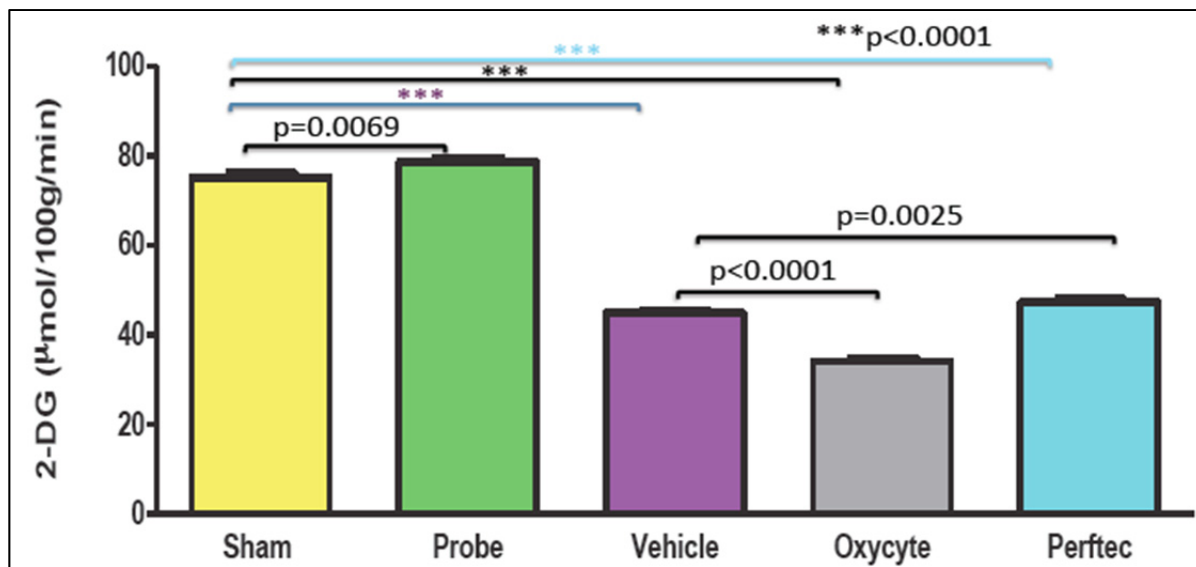 ***p<0.0001
***
***
***
p=0.0069
p=0.0025
p<0.0001
2-DG (μmol/100g/min)
100
80
60
40
20
0
Sham Probe Vehicle Oxycyte Perftec